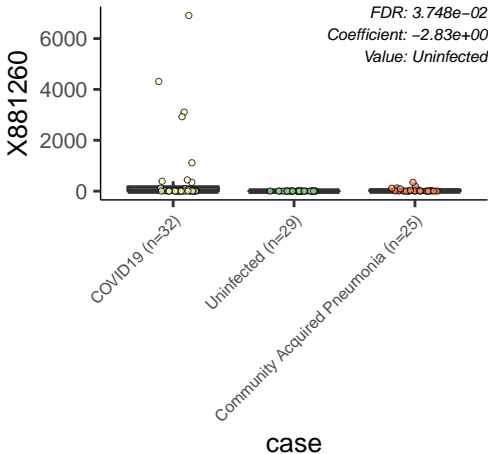 FDR: 3.748e−02
Coefficient: −2.83e+00
Value: Uninfected
X881260
6000
4000
2000
0
COVID19 (n=32)
Uninfected (n=29)
Community Acquired Pneumonia (n=25)
case